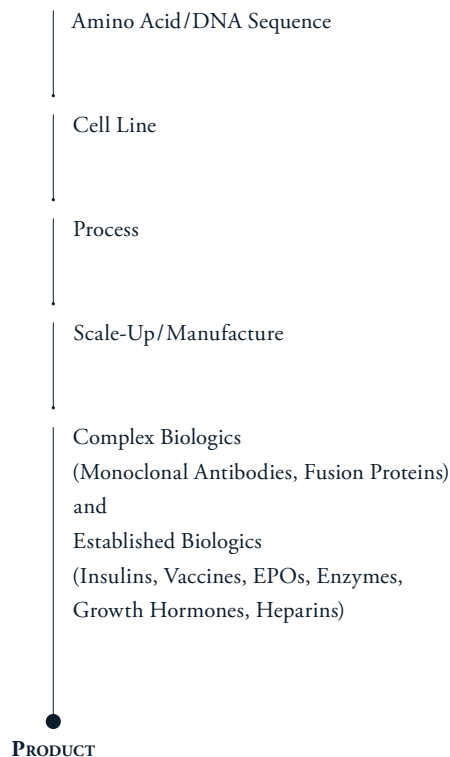 Amino Acid/DNA Sequence
Cell Line
Process
Scale-Up/Manufacture
Complex Biologics
(Monoclonal Antibodies, Fusion Proteins)
and
Established Biologics
(Insulins, Vaccines, EPOs, Enzymes,
Growth Hormones, Heparins)
Product